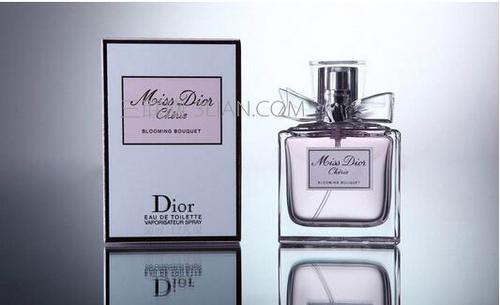 Miss Dior
Chérie
BLOOMING BOUQUET
Dior
EAU DE TOILETTE
VAPORISATEUR SPRAY
Miss Dior
Chérie
BLOOMING BOUQUET